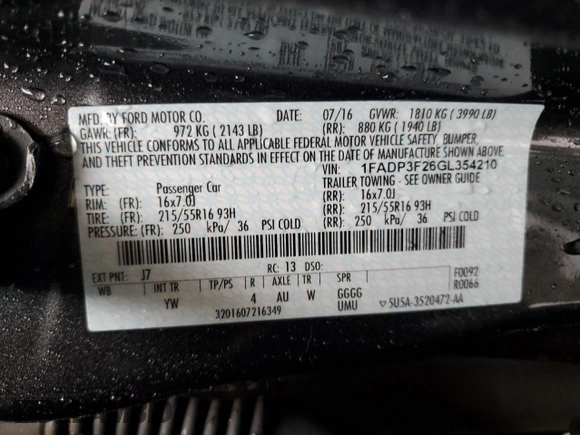 MFD. BY FORD MOTOR CO. DATE: 07/16 GVWR: 1810 KG (3990 LB)
GAWR: (FR): 972 KG (2143 LB) (RR): 880 KG (1940 LB)
THIS VEHICLE CONFORMS TO ALL APPLICABLE FEDERAL MOTOR VEHICLE SAFETY, BUMPER,
AND THEFT PREVENTION STANDARDS IN EFFECT ON THE DATE OF MANUFACTURE SHOWN ABOVE.
VIN: 1FADP3F26GL354210
TYPE: Passenger Car TRAILER TOWING - SEE OWNER GUIDE
RIM: (FR): 16x7.0J (RR): 16x7.0J
TIRE: (FR): 215/55R16 93H (RR): 215/55R16 93H
PRESSURE: (FR): 250 kPa/ 36 PSI COLD (RR): 250 kPa/ 36 PSI COLD
EXT PNT: J7 RC: 13 DSO: F0092
WB INT TR TP/PS R AXLE TR SPR R0066
YW 4 AU W GGGG
3201607216349 UMU ▽ 5U5A-3520472-AA